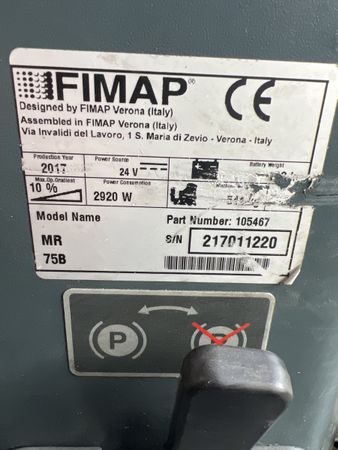 FIMAP®
CE
Designed by FIMAP Verona (Italy)
Assembled in FIMAP Verona (Italy)
Via Invalidi del Lavoro, 1 S. Maria di Zevio - Verona - Italy
Production Year Power Source Battery Weight
2017 24 V
Max. Op. Gradient Power Consumption
10 % 2920 W
Model Name Part Number: 105467
MR S/N 217011220
75B
P P